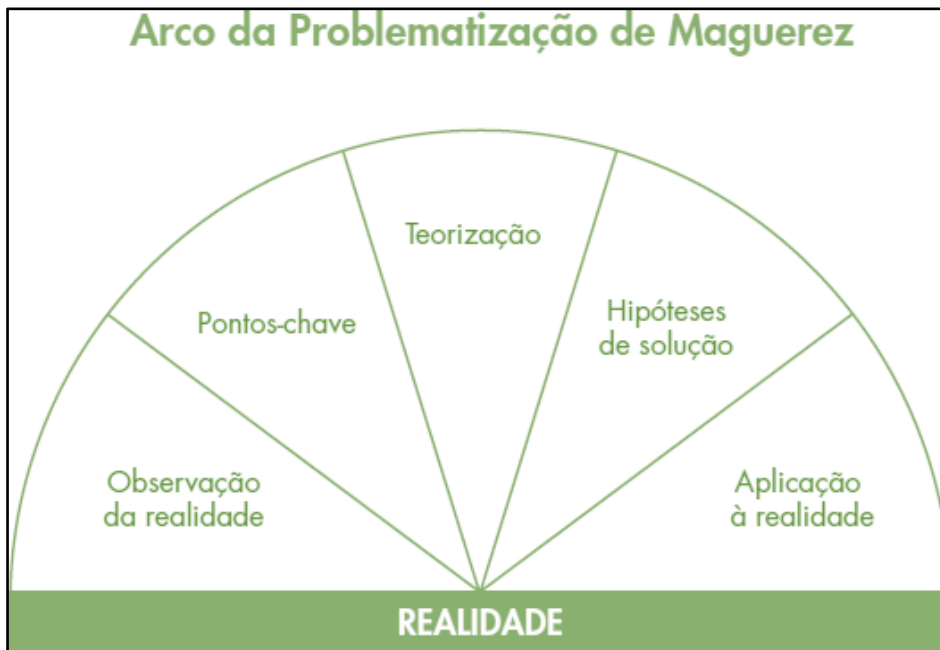 Arco da Problematização de Maguerez
Teorização
Pontos-chave
Hipóteses
de solução
Observação
da realidade
Aplicação
à realidade
REALIDADE